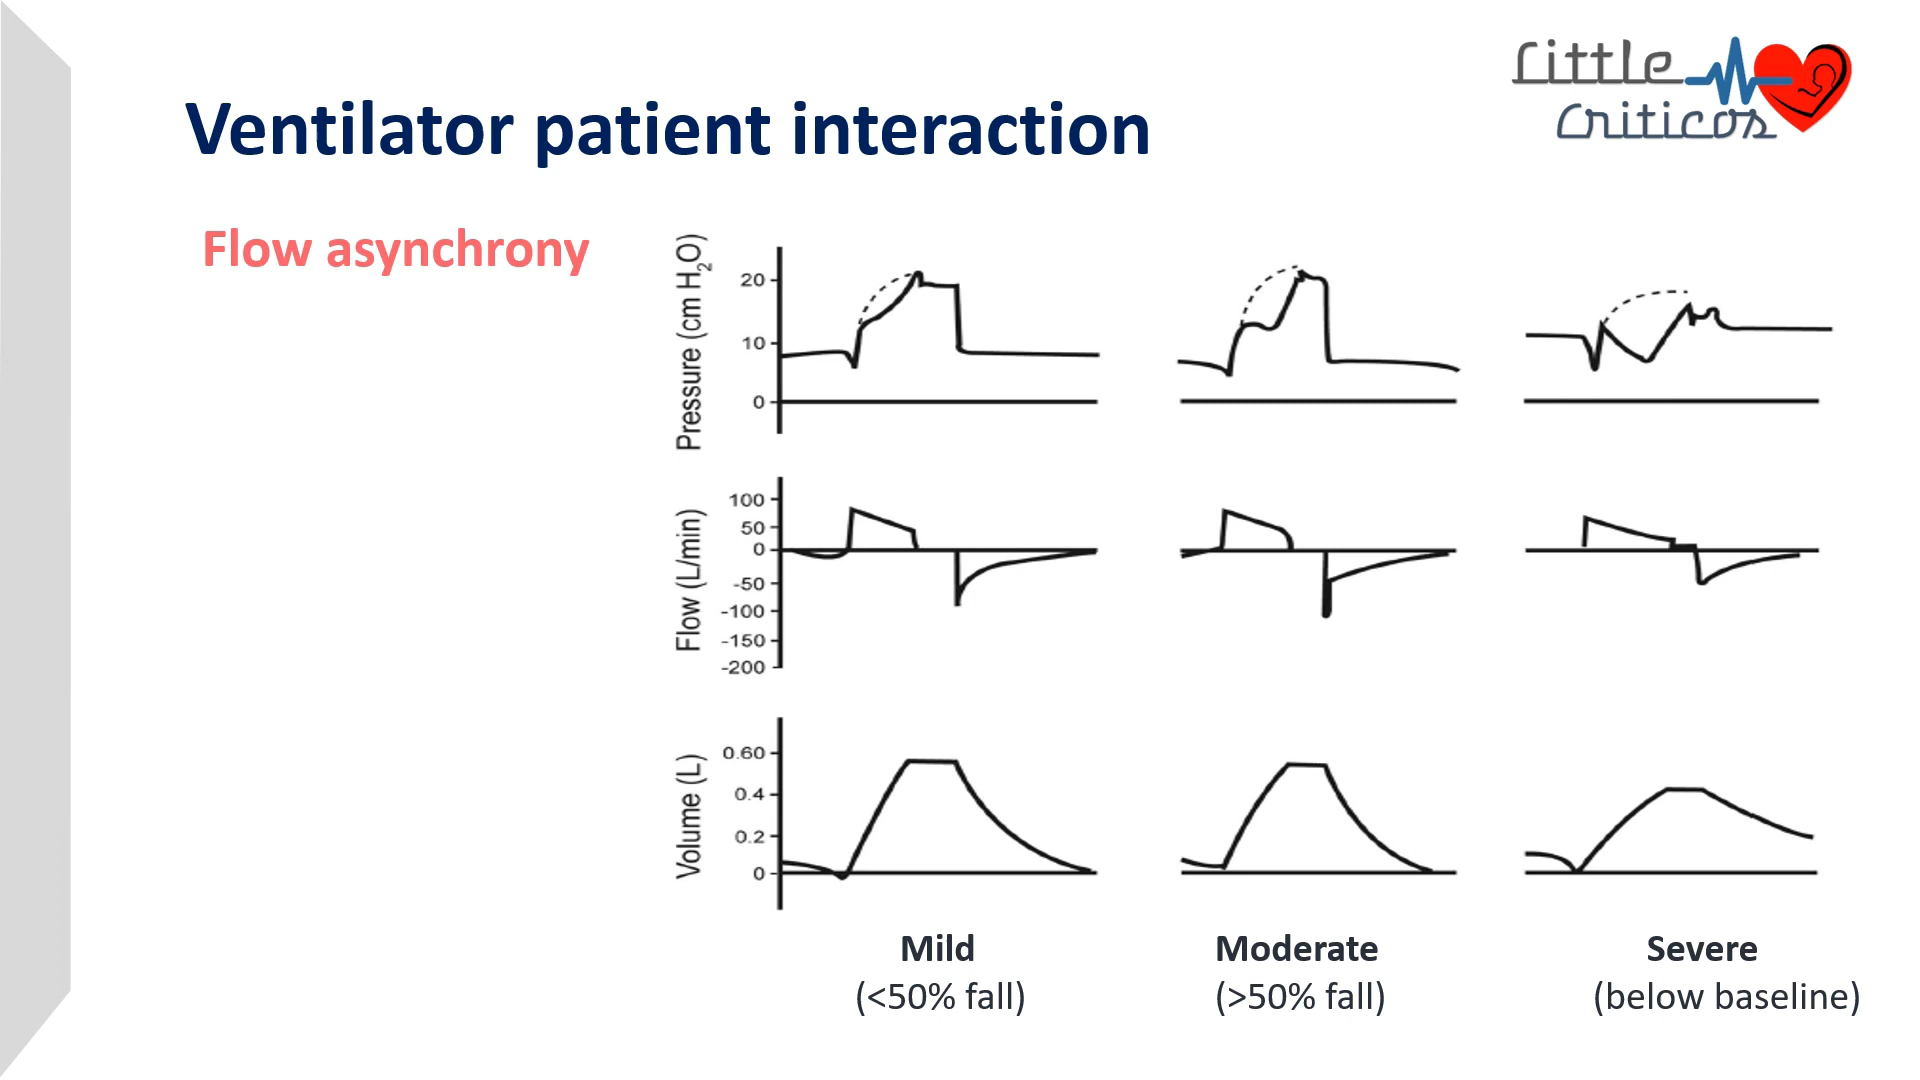 Little
Criticos
Ventilator patient interaction
Flow asynchrony
Pressure (cm H₂O)
20
10
0
Flow (L/min)
100
50
0
-50
-100
-150
-200
Volume (L)
0.60
0.4
0.2
0
Mild
(<50% fall)
Moderate
(>50% fall)
Severe
(below baseline)